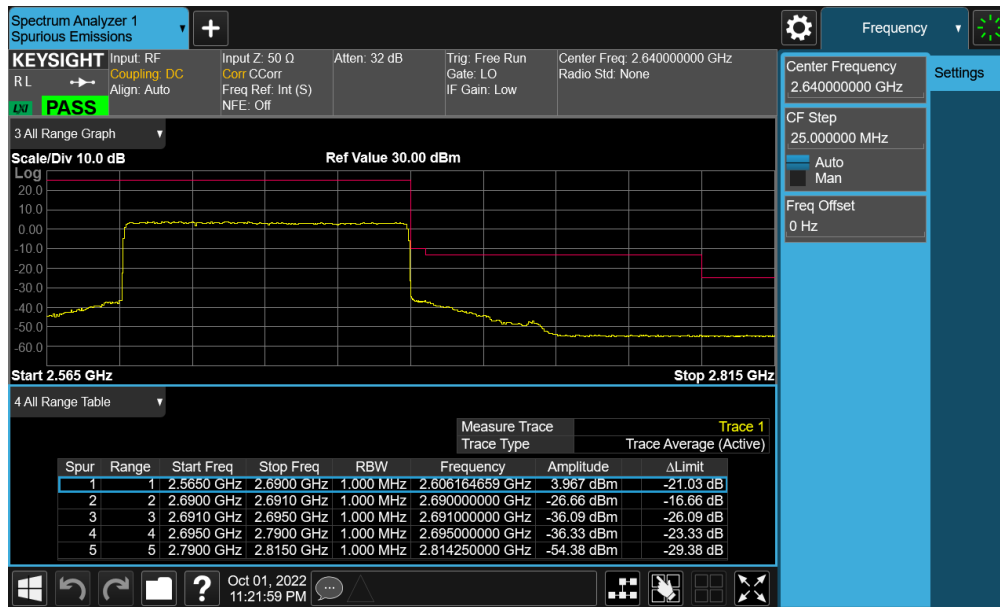 Spectrum Analyzer 1
Spurious Emissions
Frequency
KEYSIGHT
R L
LXI
PASS
Input: RF
Coupling: DC
Align: Auto
Input Z: 50 Ω
Corr CCorr
Freq Ref: Int (S)
NFE: Off
Atten: 32 dB
Trig: Free Run
Gate: LO
IF Gain: Low
Center Freq: 2.640000000 GHz
Radio Std: None
3 All Range Graph
Scale/Div 10.0 dB
Ref Value 30.00 dBm
Log
20.0
10.0
0.00
-10.0
-20.0
-30.0
-40.0
-50.0
-60.0
Start 2.565 GHz
Stop 2.815 GHz
4 All Range Table
Measure Trace Trace 1
Trace Type Trace Average (Active)
Spur Range Start Freq Stop Freq RBW Frequency Amplitude ΔLimit
1 1 2.5650 GHz 2.6900 GHz 1.000 MHz 2.606164659 GHz 3.967 dBm -21.03 dB
2 2 2.6900 GHz 2.6910 GHz 1.000 MHz 2.690000000 GHz -26.66 dBm -16.66 dB
3 3 2.6910 GHz 2.6950 GHz 1.000 MHz 2.691000000 GHz -36.09 dBm -26.09 dB
4 4 2.6950 GHz 2.7900 GHz 1.000 MHz 2.695000000 GHz -36.33 dBm -23.33 dB
5 5 2.7900 GHz 2.8150 GHz 1.000 MHz 2.814250000 GHz -54.38 dBm -29.38 dB
Oct 01, 2022
11:21:59 PM
Center Frequency
2.640000000 GHz
CF Step
25.000000 MHz
Auto
Man
Freq Offset
0 Hz
Settings